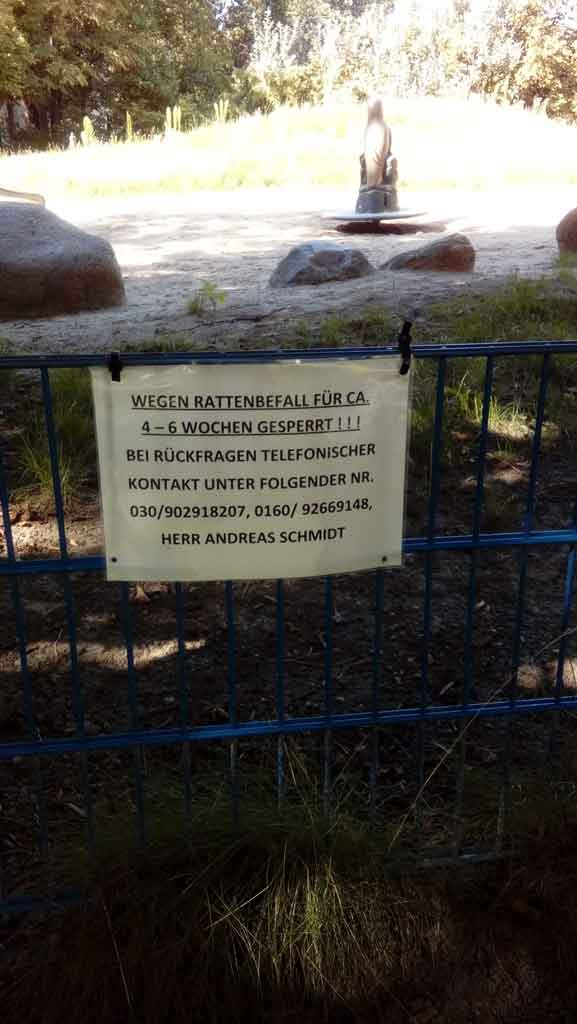 WEGEN RATTENBEFALL FÜR CA.
4 – 6 WOCHEN GESPERRT ! ! !
BEI RÜCKFRAGEN TELEFONISCHER
KONTAKT UNTER FOLGENDER NR.
030/902918207, 0160/ 92669148,
HERR ANDREAS SCHMIDT